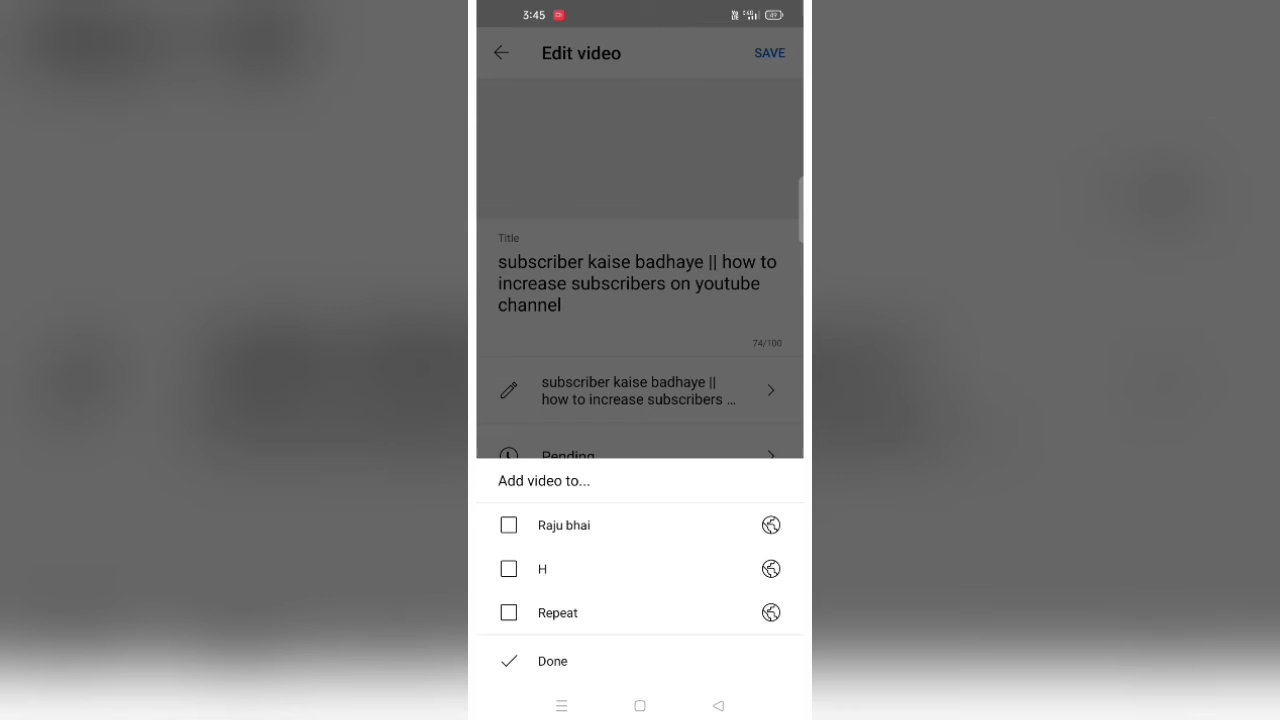 3:45
Edit video
SAVE
Title
subscriber kaise badhaye || how to
increase subscribers on youtube
channel
74/100
subscriber kaise badhaye ||
how to increase subscribers ...
Pending
Add video to...
Raju bhai
H
Repeat
Done